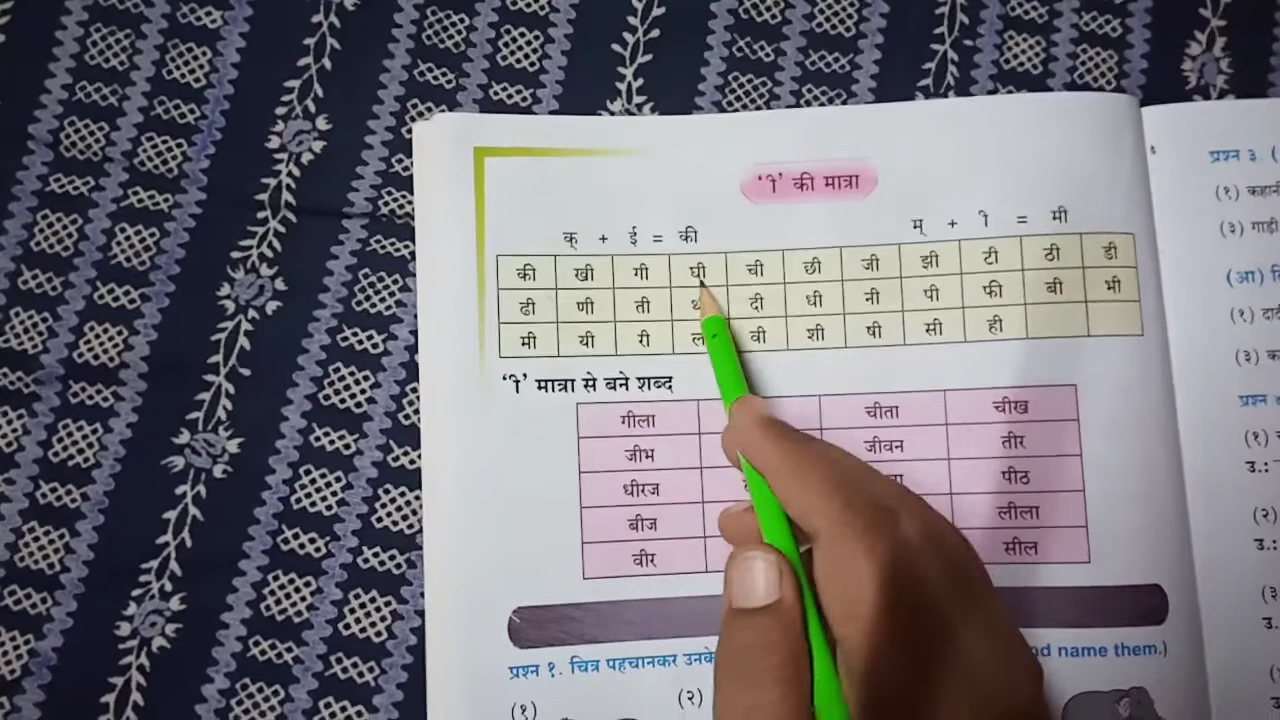 'ी' की मात्रा
क् + ई = की म् + ी = मी
की खी गी घी ची छी जी झी टी ठी डी
ढी णी ती दी धी नी पी फी बी भी
मी यी री वी शी षी सी ही
'ी' मात्रा से बने शब्द
गीला चीता चीख
जीभ जीवन तीर
धीरज पीठ
बीज लीला
वीर सील
प्रश्न १. चित्र पहचानकर उनके nd name them.)
(१) (२)
प्रश्न ३. (
(१)
(३) गाड़ी
(आ)
(१)
(३)
प्रश्न
(१)
उ.:
(२)
उ.:
(३
उ.